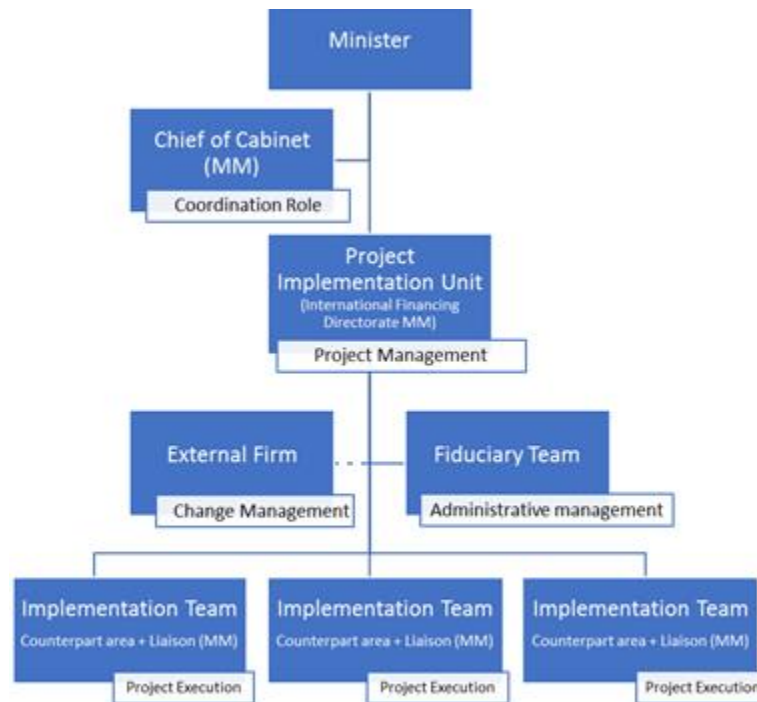 Minister
Chief of Cabinet
(MM)
Coordination Role
Project
Implementation Unit
(International Financing
Directorate MM)
Project Management
External Firm
Change Management
Fiduciary Team
Administrative management
Implementation Team
Counterpart area + Liaison (MM)
Project Execution
Implementation Team
Counterpart area + Liaison (MM)
Project Execution
Implementation Team
Counterpart area + Liaison (MM)
Project Execution